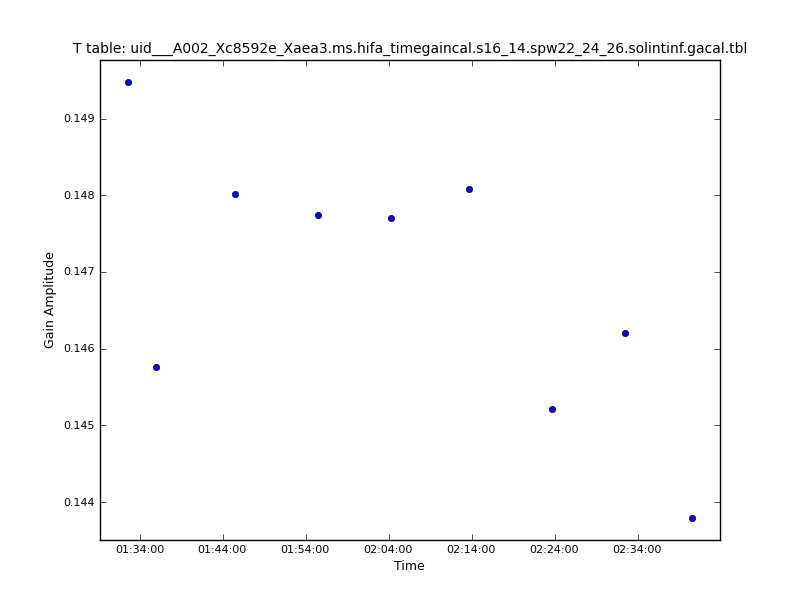 T table: uid___A002_Xc8592e_Xaea3.ms.hifa_timegaincal.s16_14.spw22_24_26.solintinf.gacal.tbl
0.149
0.148
0.147
0.146
0.145
0.144
Gain Amplitude
01:34:00 01:44:00 01:54:00 02:04:00 02:14:00 02:24:00 02:34:00
Time